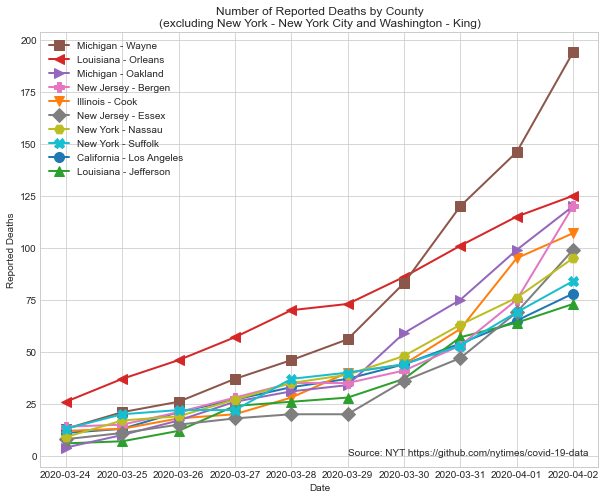 Number of Reported Deaths by County
(excluding New York - New York City and Washington - King)
200
175
150
125
100
75
50
25
0
Reported Deaths
Michigan - Wayne
Louisiana - Orleans
Michigan - Oakland
New Jersey - Bergen
Illinois - Cook
New Jersey - Essex
New York - Nassau
New York - Suffolk
California - Los Angeles
Louisiana - Jefferson
Source: NYT https://github.com/nytimes/covid-19-data
2020-03-24 2020-03-25 2020-03-26 2020-03-27 2020-03-28 2020-03-29 2020-03-30 2020-03-31 2020-04-01 2020-04-02
Date